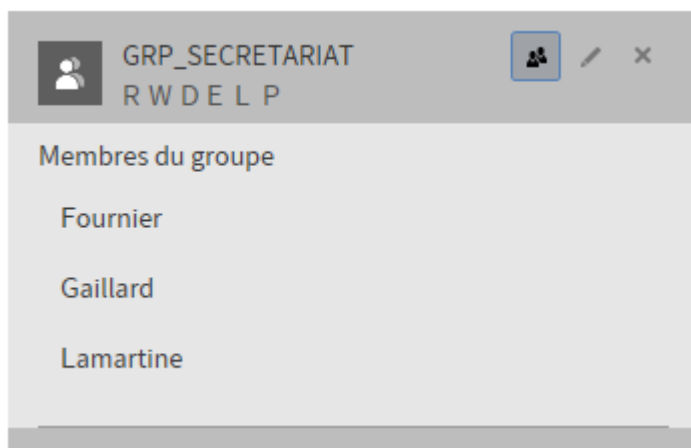 GRP_SECRETARIAT
R W D E L P
Membres du groupe
Fournier
Gaillard
Lamartine